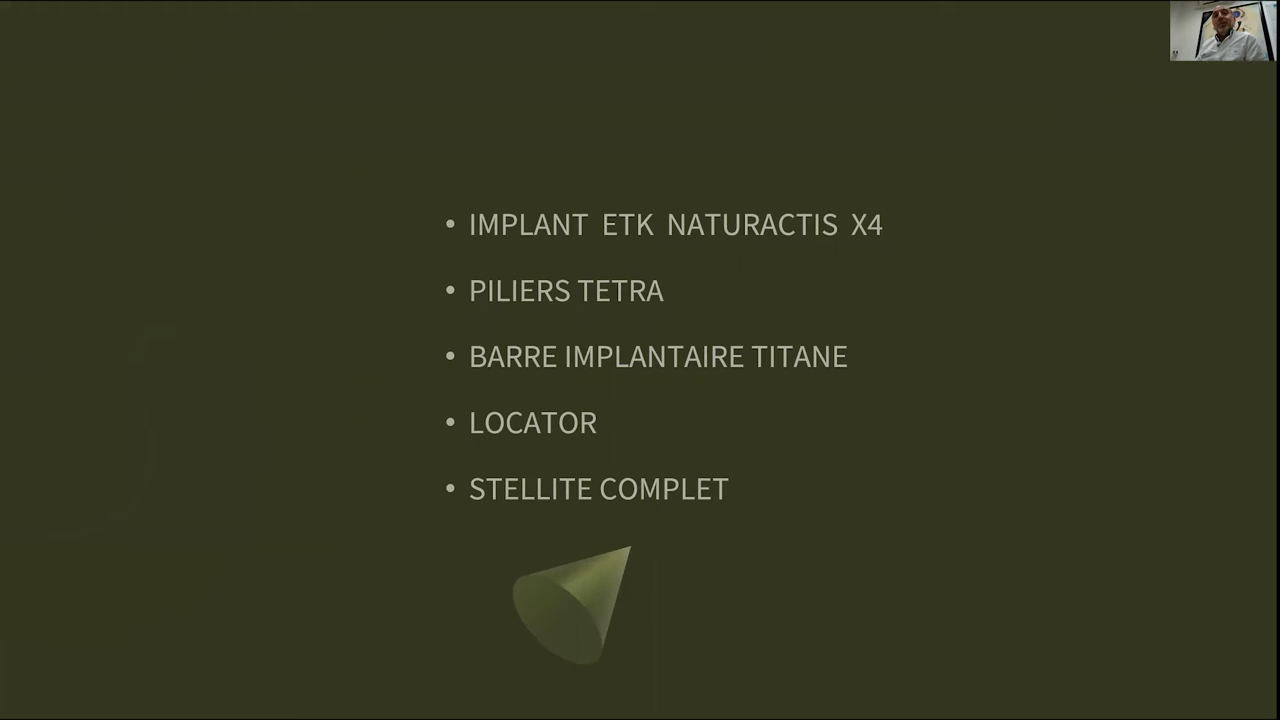 • IMPLANT ETK NATURACTIS X4
• PILIERS TETRA
• BARRE IMPLANTAIRE TITANE
• LOCATOR
• STELLITE COMPLET